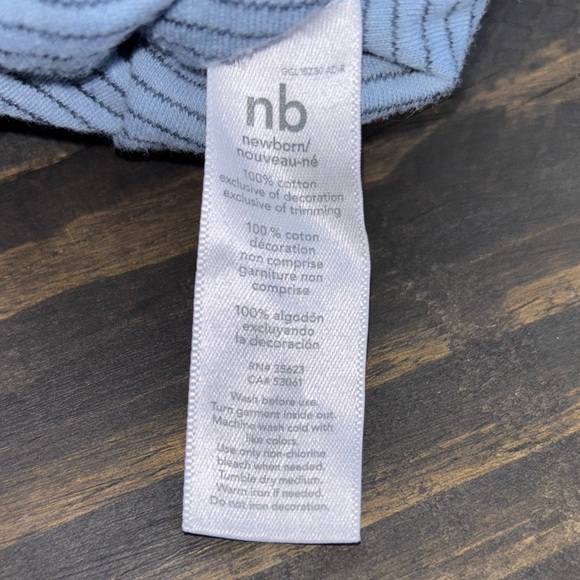 nb
newborn/
nouveau-né
100% cotton
exclusive of decoration
exclusive of trimming
100 % coton
décoration
non comprise
garniture non
comprise
100% algodón
excluyendo
la decoración
RN# 35623
CA# 53061
Wash before use.
Turn garment inside out.
Machine wash cold with
like colors.
Use only non-chlorine
bleach when needed.
Tumble dry medium.
Warm iron if needed.
Do not iron decoration.